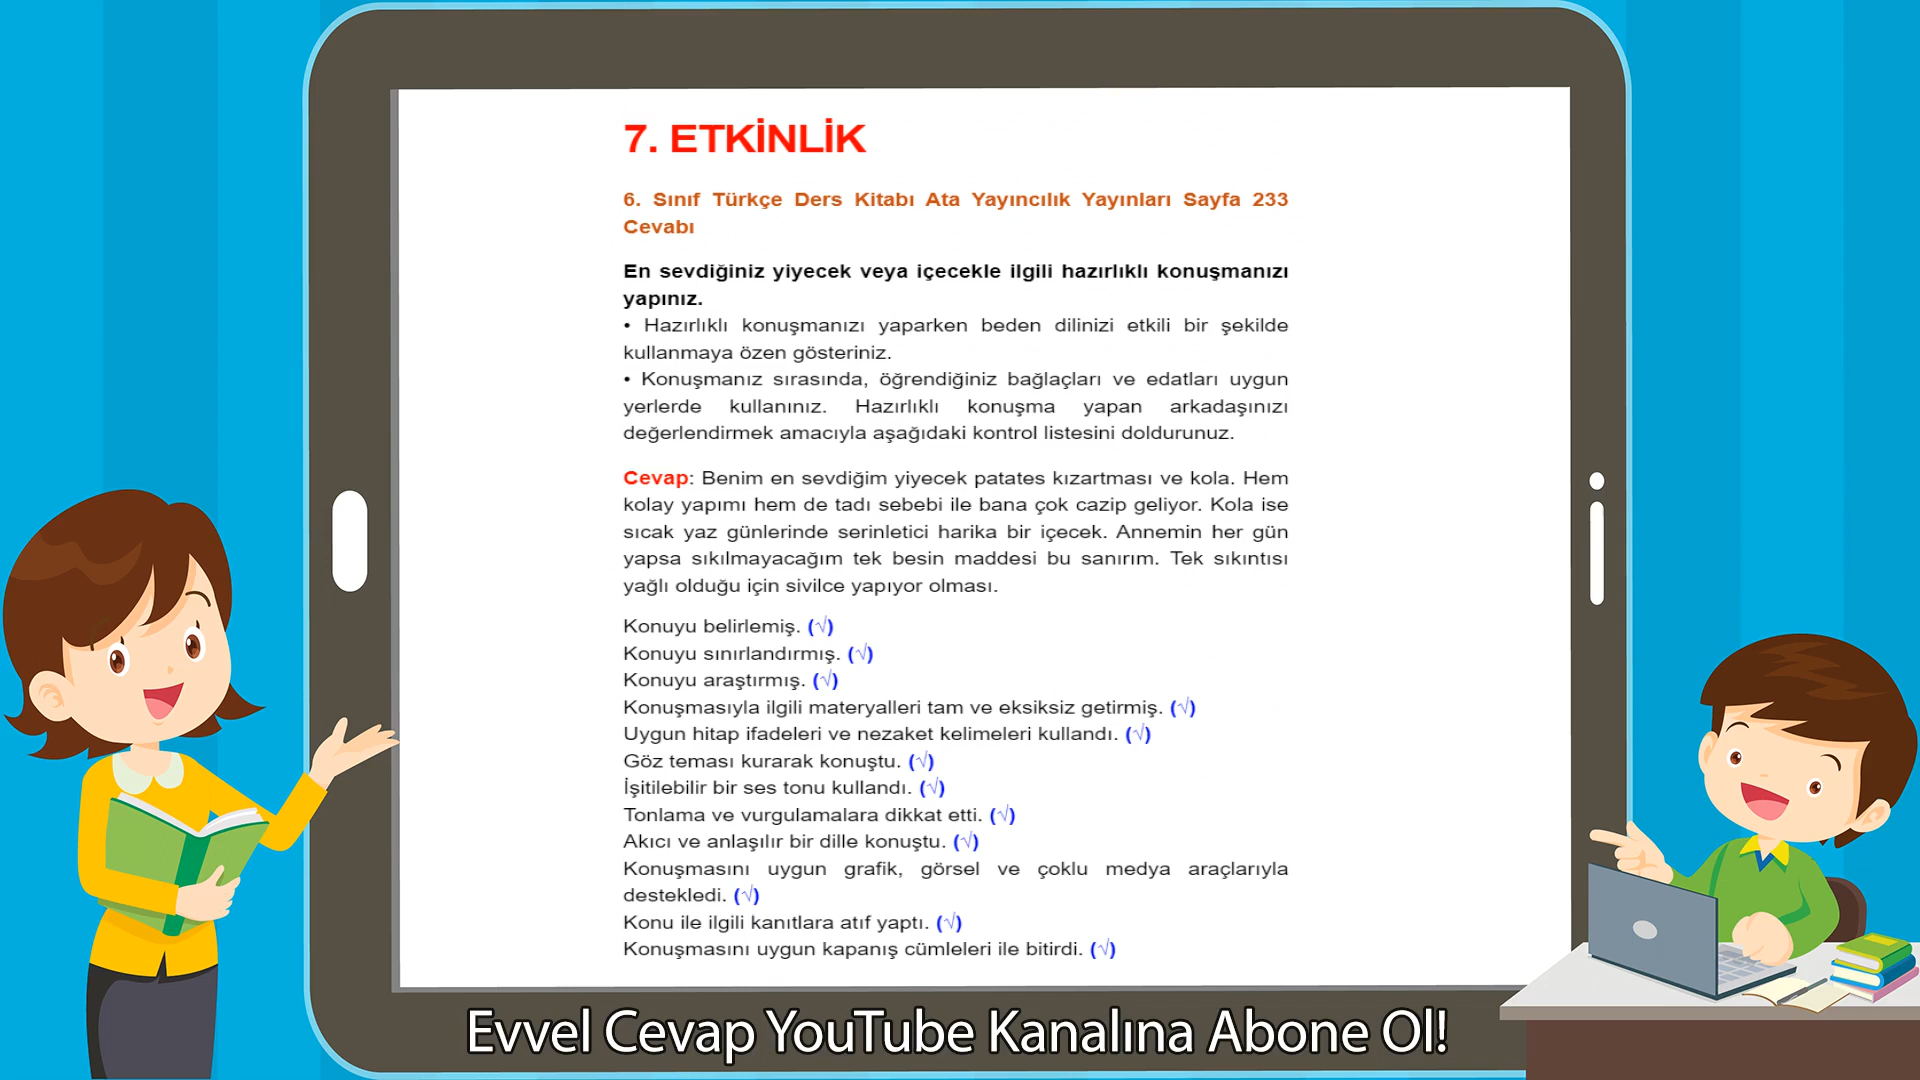 7. ETKİNLİK
6. Sınıf Türkçe Ders Kitabı Ata Yayıncılık Yayınları Sayfa 233
Cevabı
En sevdiğiniz yiyecek veya içecekle ilgili hazırlıklı konuşmanızı
yapınız.
• Hazırlıklı konuşmanızı yaparken beden dilinizi etkili bir şekilde
kullanmaya özen gösteriniz.
• Konuşmanız sırasında, öğrendiğiniz bağlaçları ve edatları uygun
yerlerde kullanınız. Hazırlıklı konuşma yapan arkadaşınızı
değerlendirmek amacıyla aşağıdaki kontrol listesini doldurunuz.
Cevap: Benim en sevdiğim yiyecek patates kızartması ve kola. Hem
kolay yapımı hem de tadı sebebi ile bana çok cazip geliyor. Kola ise
sıcak yaz günlerinde serinletici harika bir içecek. Annemin her gün
yapsa sıkılmayacağım tek besin maddesi bu sanırım. Tek sıkıntısı
yağlı olduğu için sivilce yapıyor olması.
Konuyu belirlemiş. (√)
Konuyu sınırlandırmış. (√)
Konuyu araştırmış. (√)
Konuşmasıyla ilgili materyalleri tam ve eksiksiz getirmiş. (√)
Uygun hitap ifadeleri ve nezaket kelimeleri kullandı. (√)
Göz teması kurarak konuştu. (√)
İşitilebilir bir ses tonu kullandı. (√)
Tonlama ve vurgulamalara dikkat etti. (√)
Akıcı ve anlaşılır bir dille konuştu. (√)
Konuşmasını uygun grafik, görsel ve çoklu medya araçlarıyla
destekledi. (√)
Konu ile ilgili kanıtlara atıf yaptı. (√)
Konuşmasını uygun kapanış cümleleri ile bitirdi. (√)
Evvel Cevap YouTube Kanalına Abone Ol!